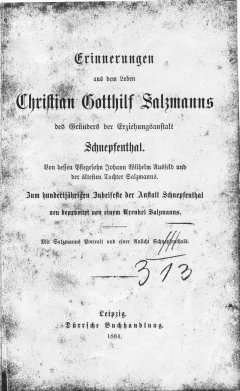 Erinnerungen
aus dem Leben
Christian Gotthilf Salzmanns
des Gründers der Erziehungsanstalt
Schnepfenthal.
Von dessen Pflegesohn Johann Wilhelm Ausfeld und
der ältesten Tochter Salzmanns.
Zum hundertjährigen Jubelfeste der Anstalt Schnepfenthal
neu bearbeitet von einem Urenkel Salzmanns.
Mit Salzmanns Portrait und einer Ansicht Schnepfenthals
313
Leipzig.
Dürrsche Buchhandlung.
1884.